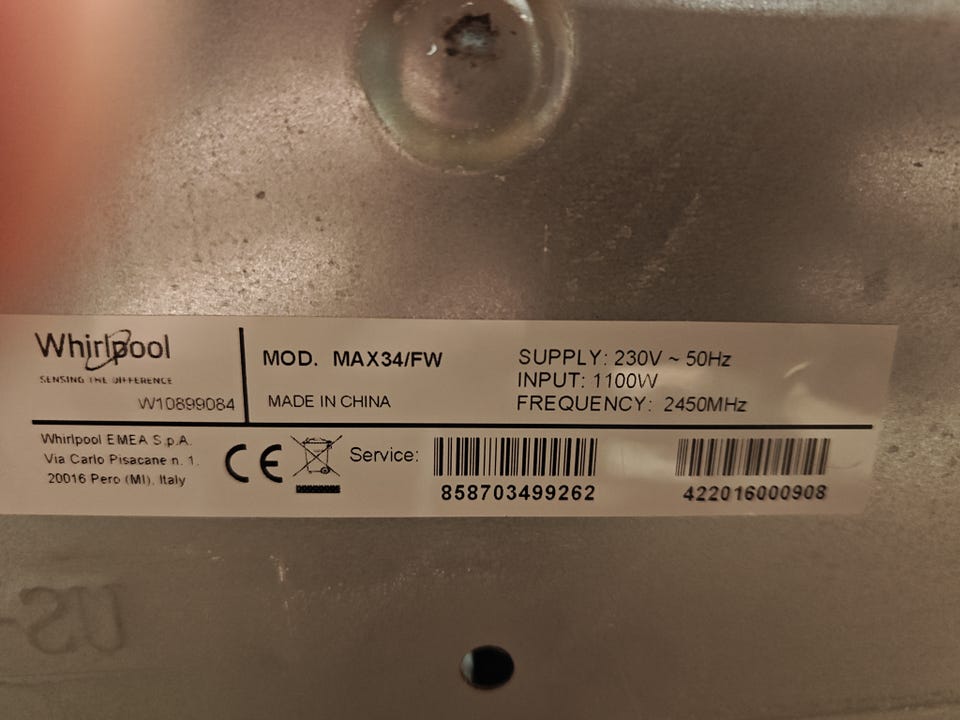 Whirlpool
SENSING THE DIFFERENCE
W10899084
MOD. MAX34/FW
MADE IN CHINA
SUPPLY: 230V ~ 50Hz
INPUT: 1100W
FREQUENCY: 2450MHz
Whirlpool EMEA S.p.A.
Via Carlo Pisacane n. 1.
20016 Pero (MI), Italy
CE
Service:
858703499262
422016000908